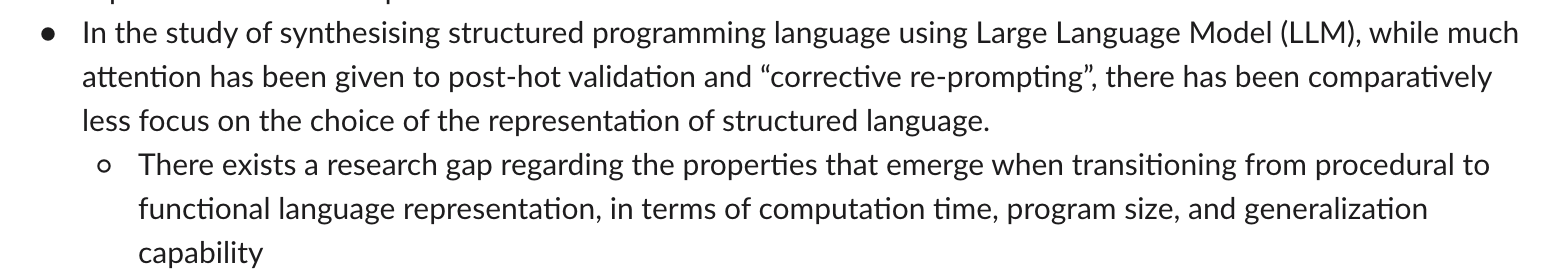 ● In the study of synthesising structured programming language using Large Language Model (LLM), while much
attention has been given to post-hot validation and “corrective re-prompting”, there has been comparatively
less focus on the choice of the representation of structured language.
○ There exists a research gap regarding the properties that emerge when transitioning from procedural to
functional language representation, in terms of computation time, program size, and generalization
capability